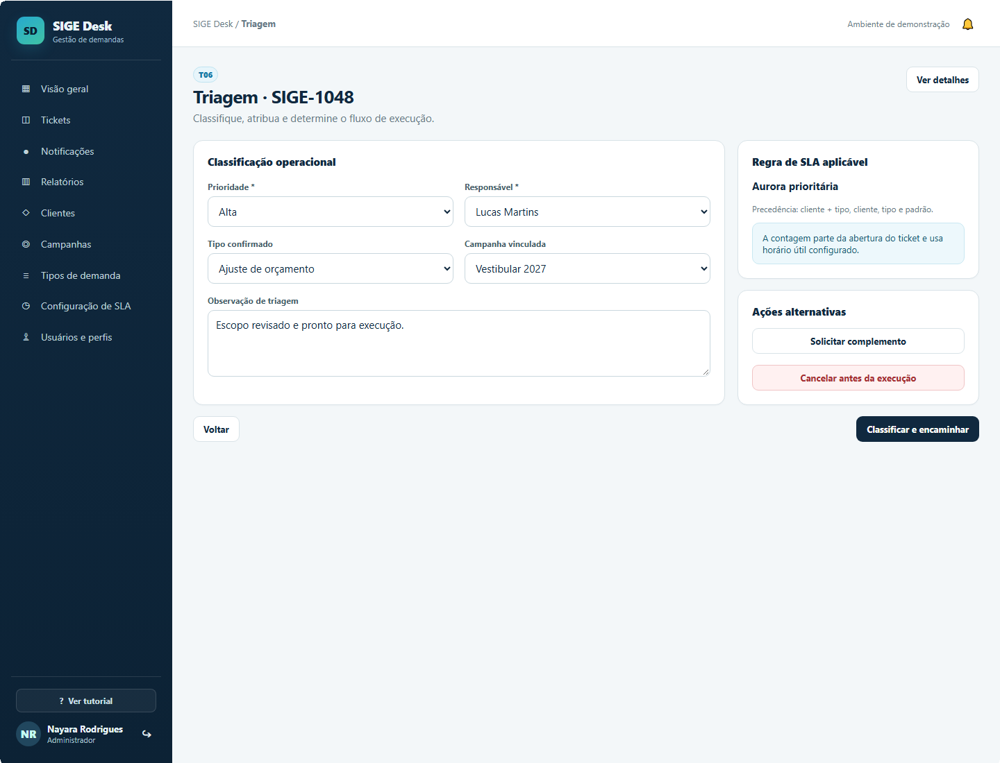 SD
SIGE Desk
Gestão de demandas
Visão geral
Tickets
Notificações
Relatórios
Clientes
Campanhas
Tipos de demanda
Configuração de SLA
Usuários e perfis
? Ver tutorial
NR
Nayara Rodrigues
Administrador
SIGE Desk / Triagem
Ambiente de demonstração
T06
Triagem · SIGE-1048
Classifique, atribua e determine o fluxo de execução.
Ver detalhes
Classificação operacional
Prioridade *
Alta
Responsável *
Lucas Martins
Tipo confirmado
Ajuste de orçamento
Campanha vinculada
Vestibular 2027
Observação de triagem
Escopo revisado e pronto para execução.
Regra de SLA aplicável
Aurora prioritária
Precedência: cliente + tipo, cliente, tipo e padrão.
A contagem parte da abertura do ticket e usa
horário útil configurado.
Ações alternativas
Solicitar complemento
Cancelar antes da execução
Voltar
Classificar e encaminhar